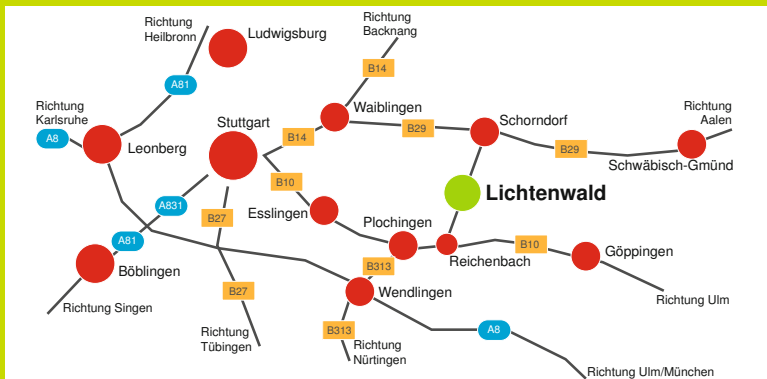 Richtung
Heilbronn
Ludwigsburg
Richtung
Backnang
B14
A81
Richtung
Karlsruhe
A8
Leonberg
Stuttgart
B14
Waiblingen
B29
Schorndorf
B29
Richtung
Aalen
Schwäbisch-Gmünd
B10
A831
Esslingen
B27
Lichtenwald
Plochingen
A81
Böblingen
B313
Reichenbach
B10
Göppingen
Richtung Singen
B27
Wendlingen
Richtung Ulm
Richtung
Tübingen
B313
Richtung
Nürtingen
A8
Richtung Ulm/München